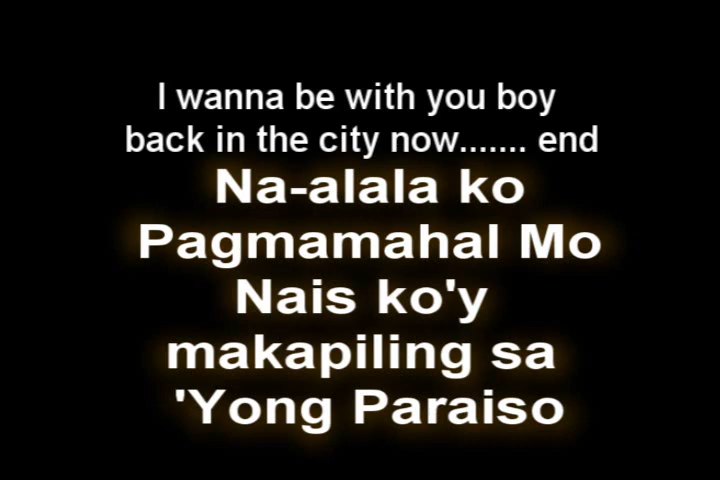 I wanna be with you boy
back in the city now....... end
Na-alala ko
Pagmamahal Mo
Nais ko'y
makapiling sa
'Yong Paraiso